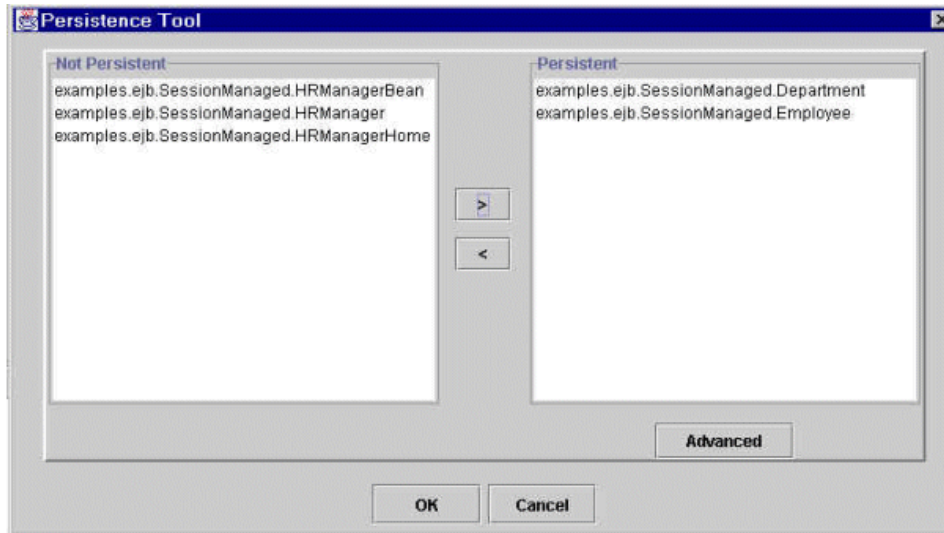 Persistence Tool
Not Persistent
examples.ejb.SessionManaged.HRManagerBean
examples.ejb.SessionManaged.HRManager
examples.ejb.SessionManaged.HRManagerHome
>
<
Persistent
examples.ejb.SessionManaged.Department
examples.ejb.SessionManaged.Employee
Advanced
OK
Cancel